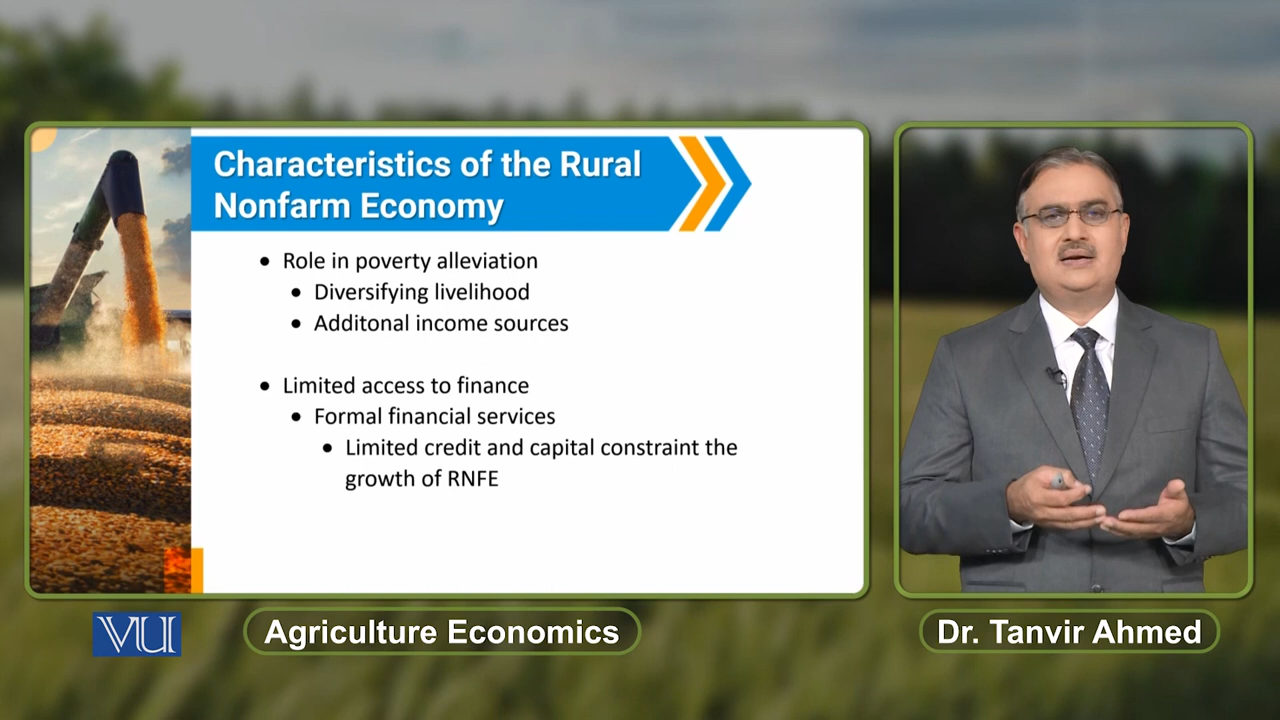 Characteristics of the Rural
Nonfarm Economy
• Role in poverty alleviation
• Diversifying livelihood
• Additonal income sources
• Limited access to finance
• Formal financial services
• Limited credit and capital constraint the
growth of RNFE
VU
Agriculture Economics
Dr. Tanvir Ahmed